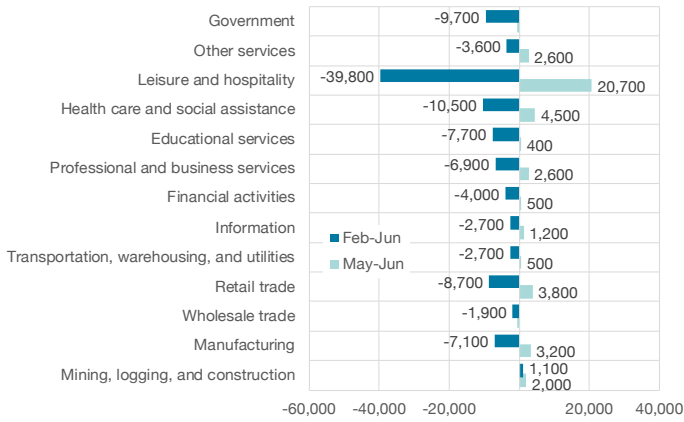 Government
-9,700
Other services
-3,600
2,600
Leisure and hospitality
-39,800
20,700
Health care and social assistance
-10,500
4,500
Educational services
-7,700
400
Professional and business services
-6,900
2,600
Financial activities
-4,000
500
Information
-2,700
1,200
Feb-Jun
Transportation, warehousing, and utilities
-2,700
500
May-Jun
Retail trade
-8,700
3,800
Wholesale trade
-1,900
Manufacturing
-7,100
3,200
Mining, logging, and construction
1,100
2,000
-60,000 -40,000 -20,000 20,000 40,000